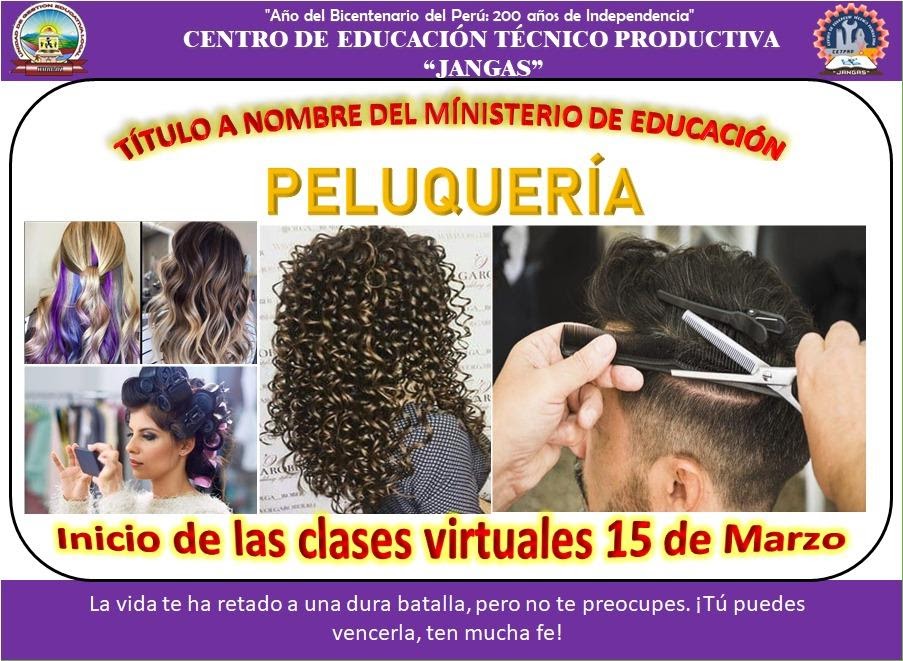 "Año del Bicentenario del Perú: 200 años de Independencia"
CENTRO DE EDUCACIÓN TÉCNICO PRODUCTIVA
“JANGAS”
CETPRO
"JANGAS"
TÍTULO A NOMBRE DEL MÍNISTERIO DE EDUCACIÓN
PELUQUERÍA
Inicio de las clases virtuales 15 de Marzo
La vida te ha retado a una dura batalla, pero no te preocupes. ¡Tú puedes
vencerla, ten mucha fe!